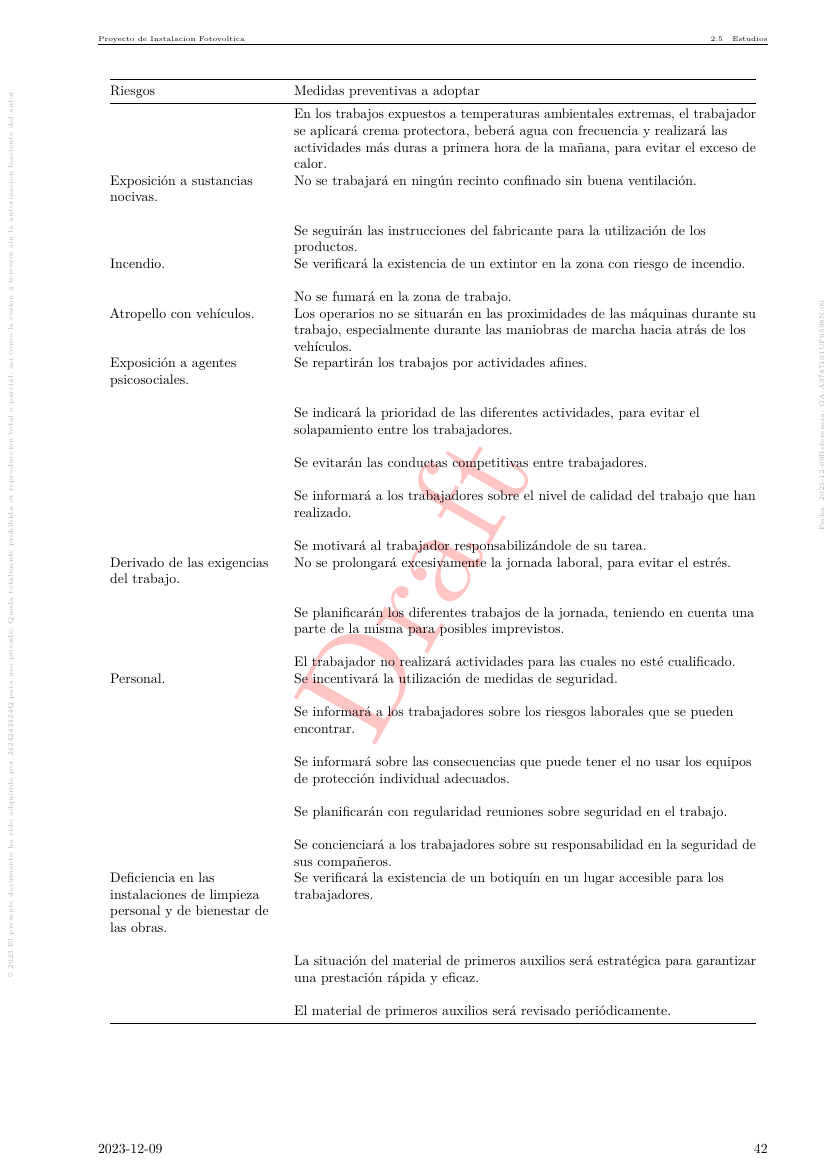 Proyecto de Instalacion Fotovoltica 2.5 Estudios
Riesgos Medidas preventivas a adoptar
En los trabajos expuestos a temperaturas ambientales extremas, el trabajador
se aplicará crema protectora, beberá agua con frecuencia y realizará las
actividades más duras a primera hora de la mañana, para evitar el exceso de
calor.
Exposición a sustancias No se trabajará en ningún recinto confinado sin buena ventilación.
nocivas.
Se seguirán las instrucciones del fabricante para la utilización de los
productos.
Incendio. Se verificará la existencia de un extintor en la zona con riesgo de incendio.
No se fumará en la zona de trabajo.
Atropello con vehículos. Los operarios no se situarán en las proximidades de las máquinas durante su
trabajo, especialmente durante las maniobras de marcha hacia atrás de los
vehículos.
Exposición a agentes Se repartirán los trabajos por actividades afines.
psicosociales.
Se indicará la prioridad de las diferentes actividades, para evitar el
solapamiento entre los trabajadores.
Se evitarán las conductas competitivas entre trabajadores.
Se informará a los trabajadores sobre el nivel de calidad del trabajo que han
realizado.
Se motivará al trabajador responsabilizándole de su tarea.
Derivado de las exigencias No se prolongará excesivamente la jornada laboral, para evitar el estrés.
del trabajo.
Se planificarán los diferentes trabajos de la jornada, teniendo en cuenta una
parte de la misma para posibles imprevistos.
El trabajador no realizará actividades para las cuales no esté cualificado.
Personal. Se incentivará la utilización de medidas de seguridad.
Se informará a los trabajadores sobre los riesgos laborales que se pueden
encontrar.
Se informará sobre las consecuencias que puede tener el no usar los equipos
de protección individual adecuados.
Se planificarán con regularidad reuniones sobre seguridad en el trabajo.
Se concienciará a los trabajadores sobre su responsabilidad en la seguridad de
sus compañeros.
Deficiencia en las Se verificará la existencia de un botiquín en un lugar accesible para los
instalaciones de limpieza trabajadores.
personal y de bienestar de
las obras.
La situación del material de primeros auxilios será estratégica para garantizar
una prestación rápida y eficaz.
El material de primeros auxilios será revisado periódicamente.
Draft
2023-12-09 42
© 2023 El presente documento ha sido adquirido por 2424242424Q para uso privado. Queda totalmente prohibida su reproduccion total o parcial, asi como la cesion a terceros sin la autorizacion feaciente del autor.
Fecha: 2023-12-09Referencia: GA-A9787101UF6598N-00